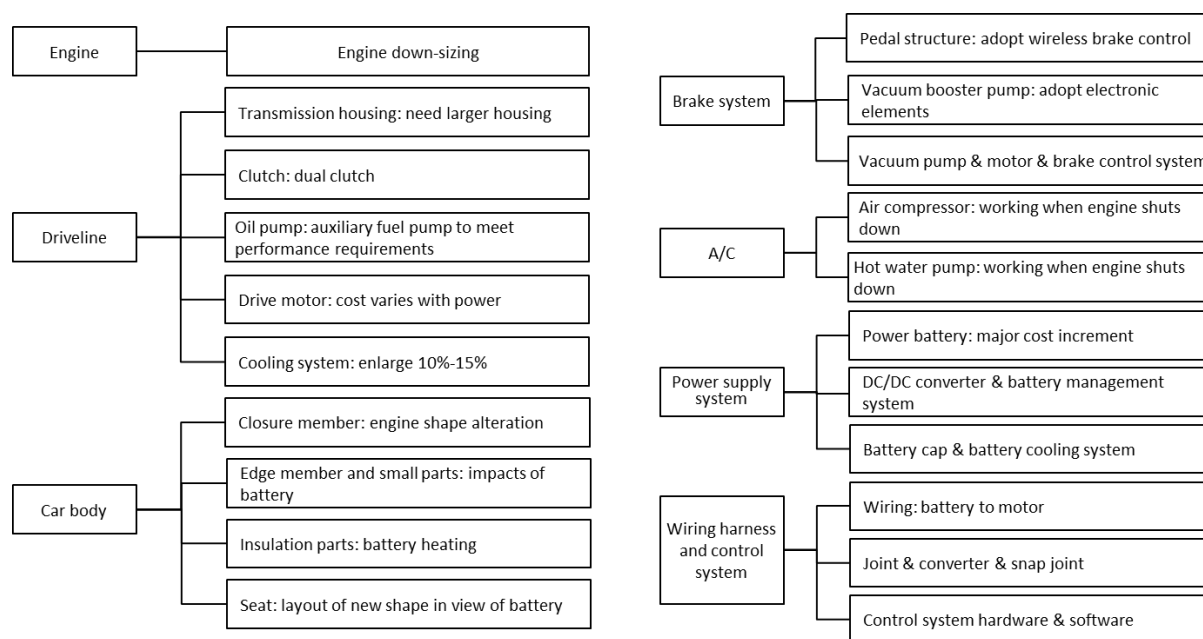 Engine
Engine down-sizing
Driveline
Transmission housing: need larger housing
Clutch: dual clutch
Oil pump: auxiliary fuel pump to meet
performance requirements
Drive motor: cost varies with power
Cooling system: enlarge 10%-15%
Car body
Closure member: engine shape alteration
Edge member and small parts: impacts of
battery
Insulation parts: battery heating
Seat: layout of new shape in view of battery
Brake system
Pedal structure: adopt wireless brake control
Vacuum booster pump: adopt electronic
elements
Vacuum pump & motor & brake control system
A/C
Air compressor: working when engine shuts
down
Hot water pump: working when engine shuts
down
Power supply
system
Power battery: major cost increment
DC/DC converter & battery management
system
Battery cap & battery cooling system
Wiring harness
and control
system
Wiring: battery to motor
Joint & converter & snap joint
Control system hardware & software